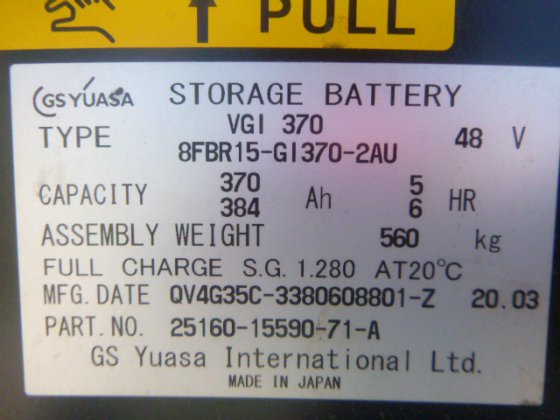 PULL
GS YUASA STORAGE BATTERY
TYPE VGI 370 48 V
8FBR15-GI370-2AU
CAPACITY 370 Ah 5 HR
384 6
ASSEMBLY WEIGHT 560 kg
FULL CHARGE S.G. 1.280 AT20℃
MFG. DATE QV4G35C-3380608801-Z 20.03
PART. NO. 25160-15590-71-A
GS Yuasa International Ltd.
MADE IN JAPAN